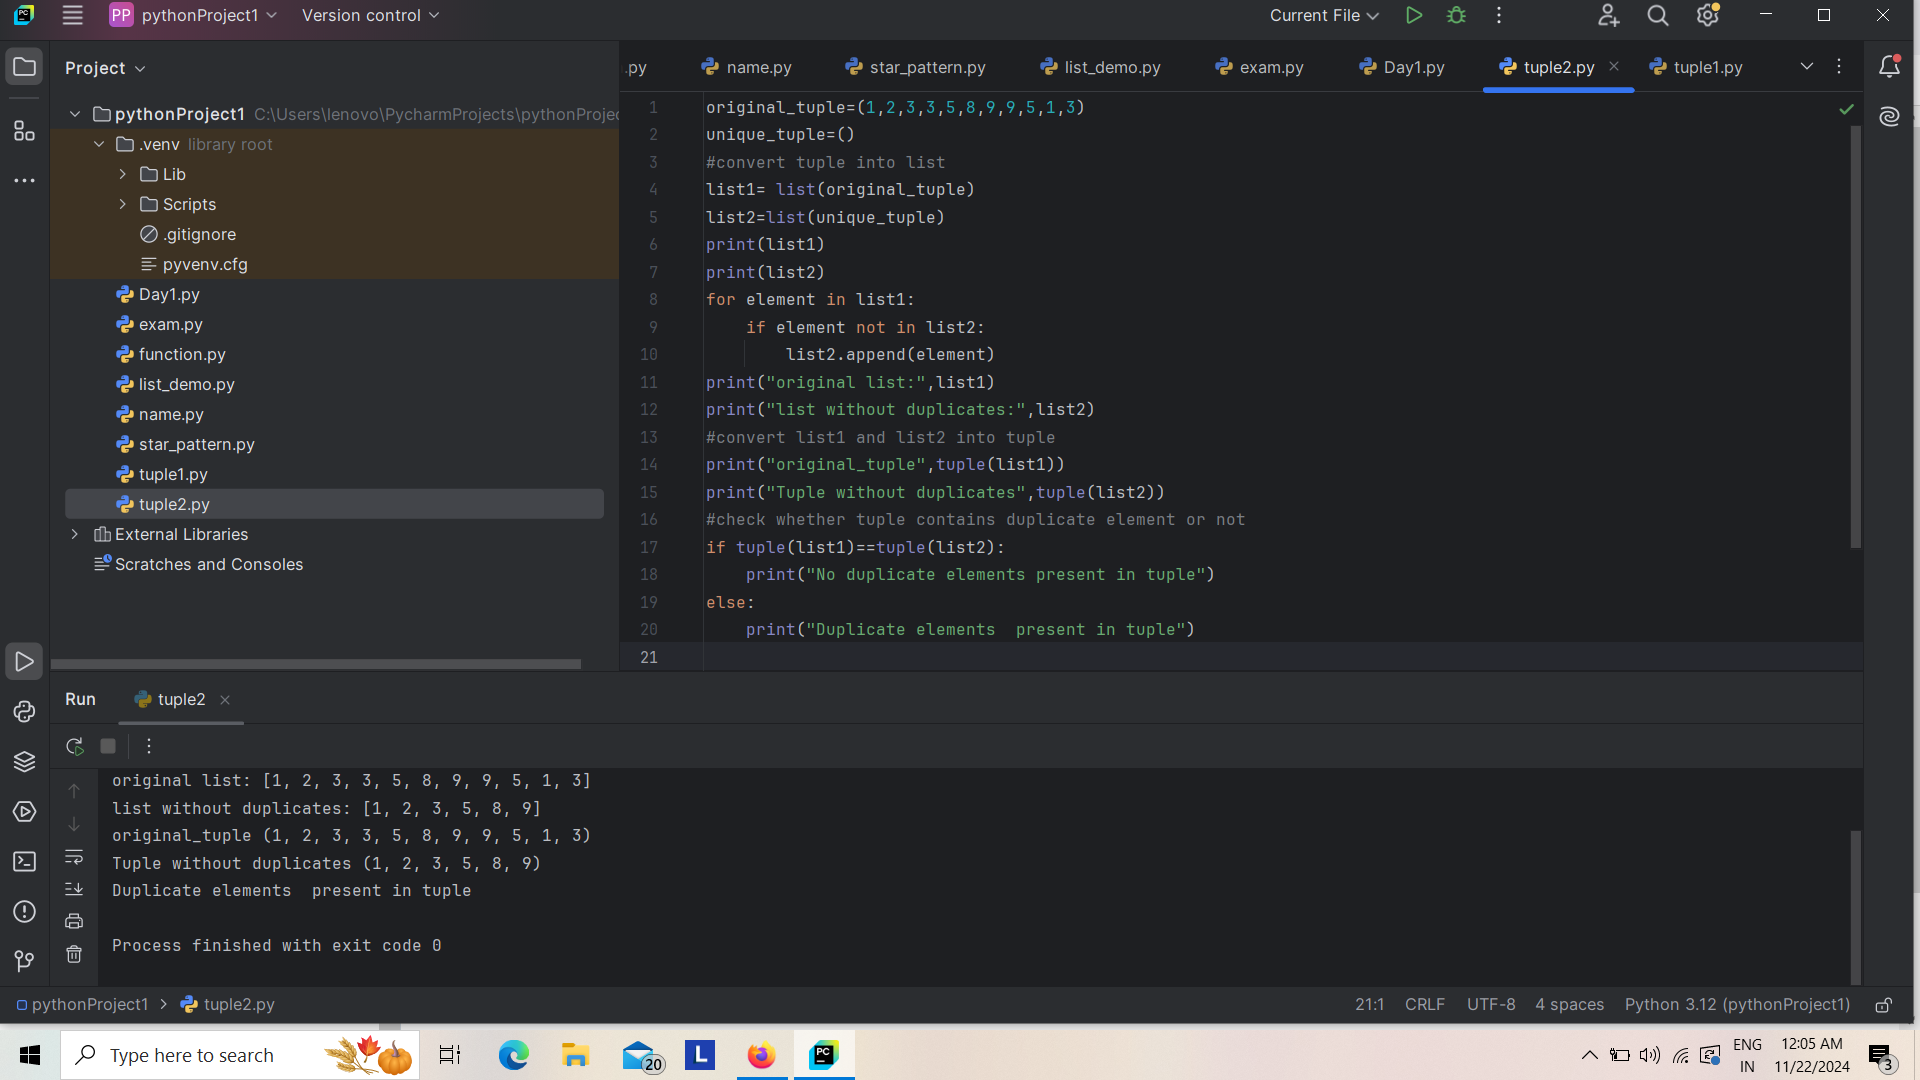 PC
PP pythonProject1
Version control
Current File
Project
.py
name.py
star_pattern.py
list_demo.py
exam.py
Day1.py
tuple2.py
tuple1.py
pythonProject1 C:\Users\lenovo\PycharmProjects\pythonProje
.venv library root
Lib
Scripts
.gitignore
pyvenv.cfg
Day1.py
exam.py
function.py
list_demo.py
name.py
star_pattern.py
tuple1.py
tuple2.py
External Libraries
Scratches and Consoles
1 original_tuple=(1,2,3,3,5,8,9,9,5,1,3)
2 unique_tuple=()
3 #convert tuple into list
4 list1= list(original_tuple)
5 list2=list(unique_tuple)
6 print(list1)
7 print(list2)
8 for element in list1:
9     if element not in list2:
10         list2.append(element)
11 print("original list:",list1)
12 print("list without duplicates:",list2)
13 #convert list1 and list2 into tuple
14 print("original_tuple",tuple(list1))
15 print("Tuple without duplicates",tuple(list2))
16 #check whether tuple contains duplicate element or not
17 if tuple(list1)==tuple(list2):
18     print("No duplicate elements present in tuple")
19 else:
20     print("Duplicate elements  present in tuple")
21
Run
tuple2
original list: [1, 2, 3, 3, 5, 8, 9, 9, 5, 1, 3]
list without duplicates: [1, 2, 3, 5, 8, 9]
original_tuple (1, 2, 3, 3, 5, 8, 9, 9, 5, 1, 3)
Tuple without duplicates (1, 2, 3, 5, 8, 9)
Duplicate elements  present in tuple
Process finished with exit code 0
pythonProject1 > tuple2.py
21:1 CRLF UTF-8 4 spaces Python 3.12 (pythonProject1)
Type here to search
20
L
PC
ENG
IN
12:05 AM
11/22/2024
3